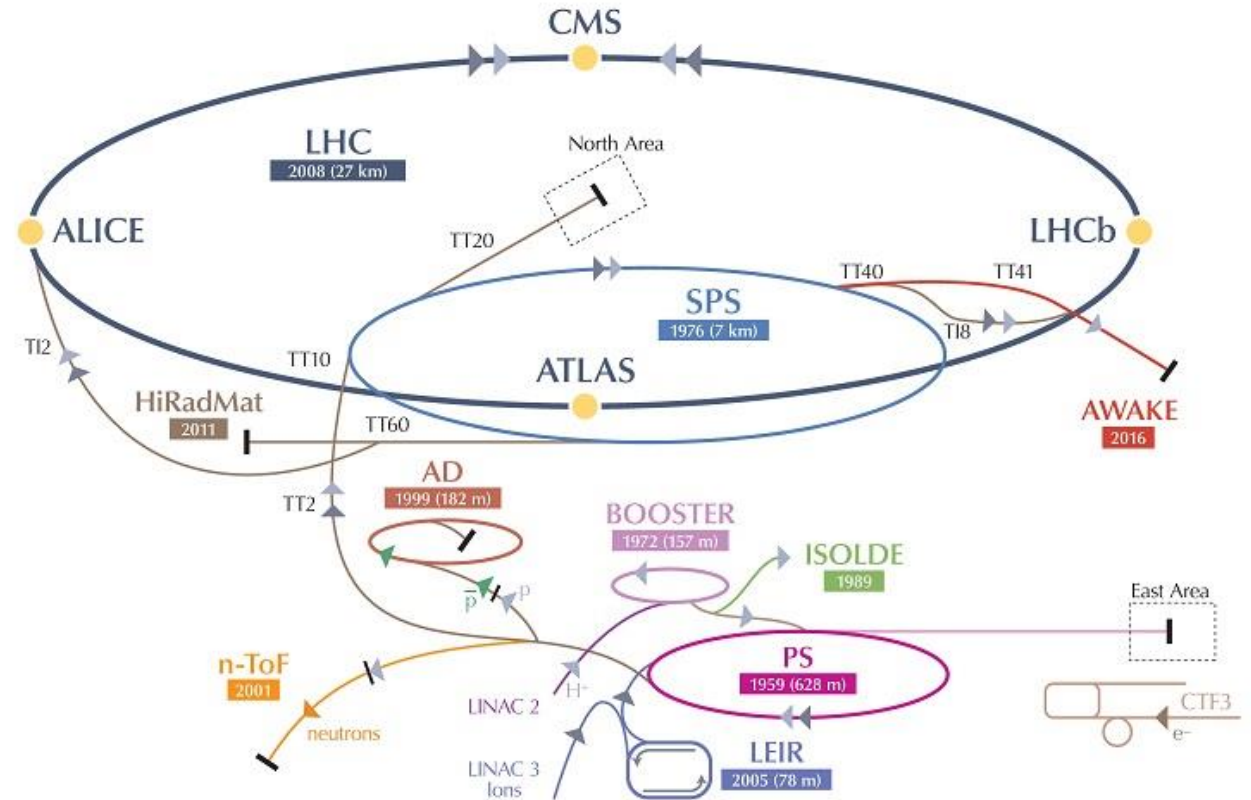 CMS
LHC
2008 (27 km)
North Area
ALICE
TT20
LHCb
TT40
TT41
SPS
1976 (7 km)
TI8
TI2
TT10
ATLAS
HiRadMat
2011
TT60
AWAKE
2016
AD
1999 (182 m)
TT2
BOOSTER
1972 (157 m)
ISOLDE
1989
p̅
p
East Area
n-ToF
2001
PS
1959 (628 m)
H⁺
LINAC 2
neutrons
CTF3
e⁻
LEIR
2005 (78 m)
LINAC 3
Ions